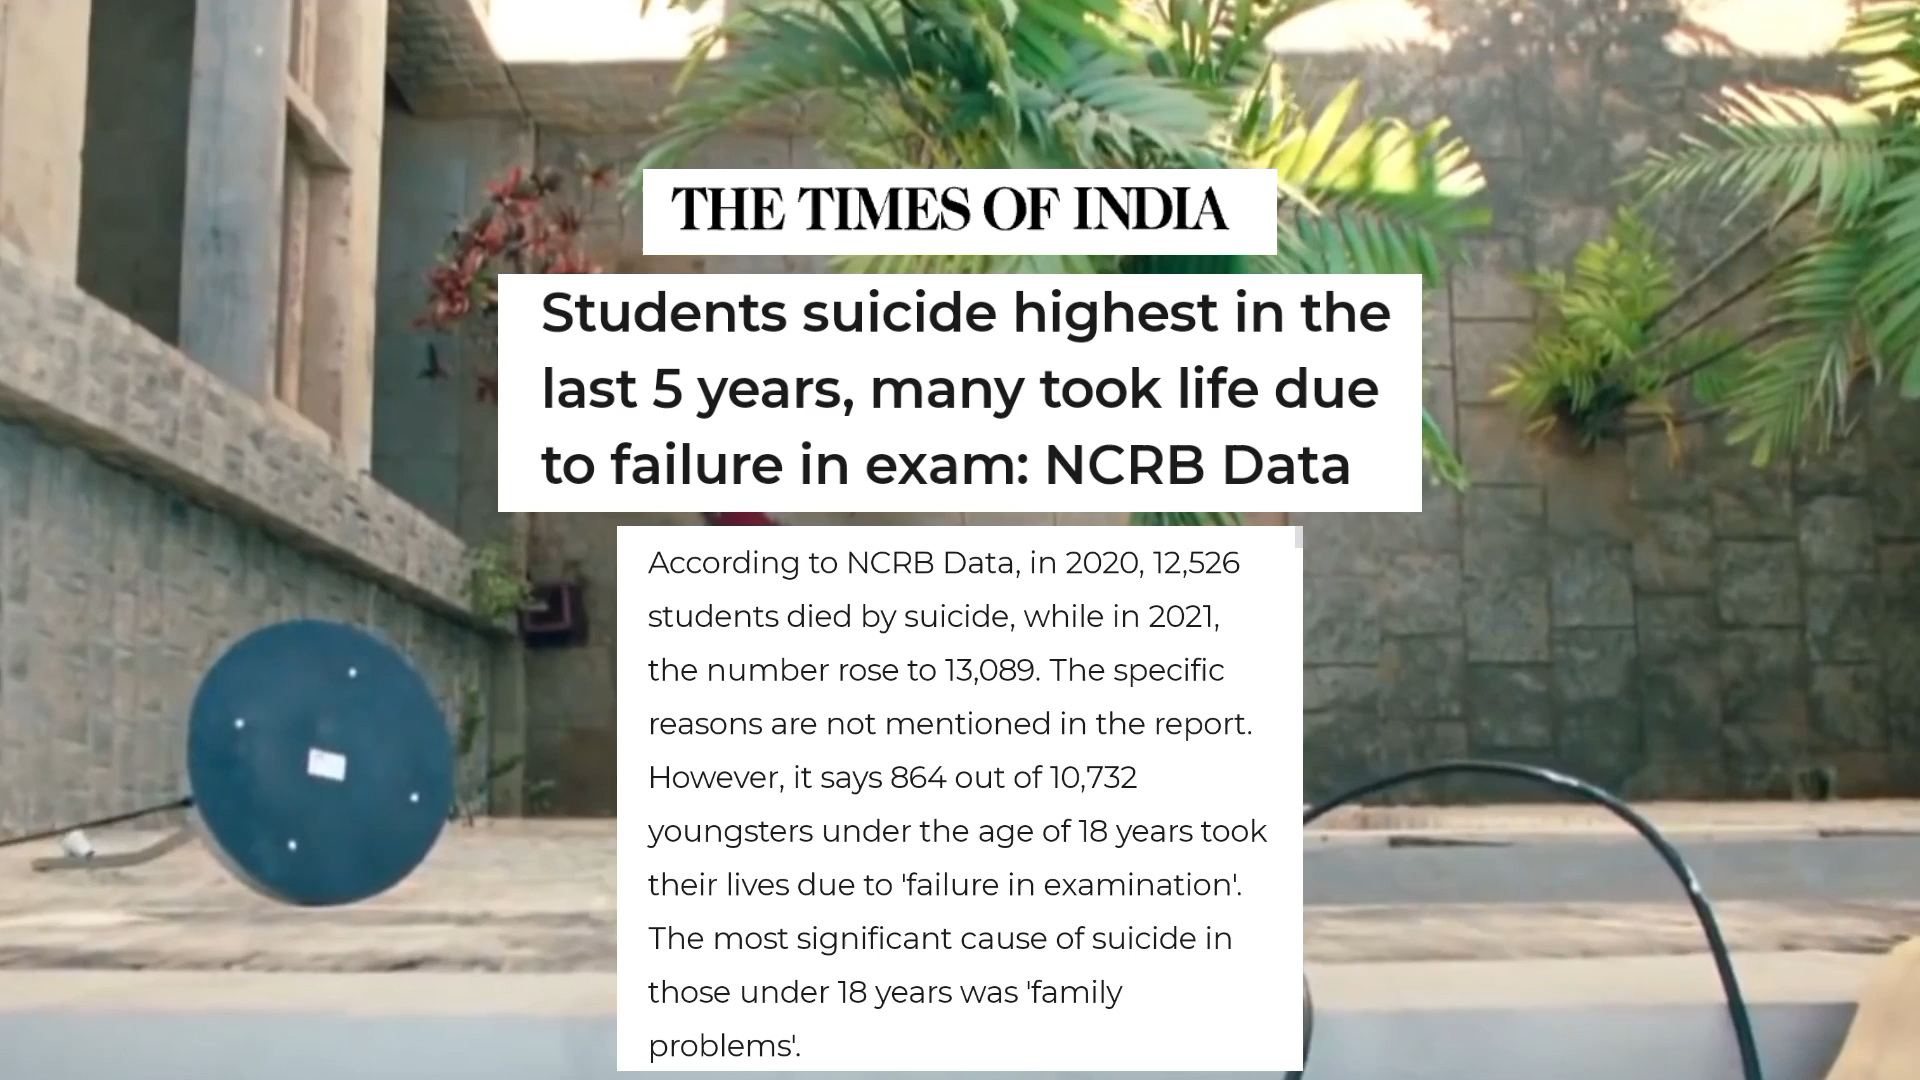 THE TIMES OF INDIA
Students suicide highest in the
last 5 years, many took life due
to failure in exam: NCRB Data
According to NCRB Data, in 2020, 12,526
students died by suicide, while in 2021,
the number rose to 13,089. The specific
reasons are not mentioned in the report.
However, it says 864 out of 10,732
youngsters under the age of 18 years took
their lives due to 'failure in examination'.
The most significant cause of suicide in
those under 18 years was 'family
problems'.